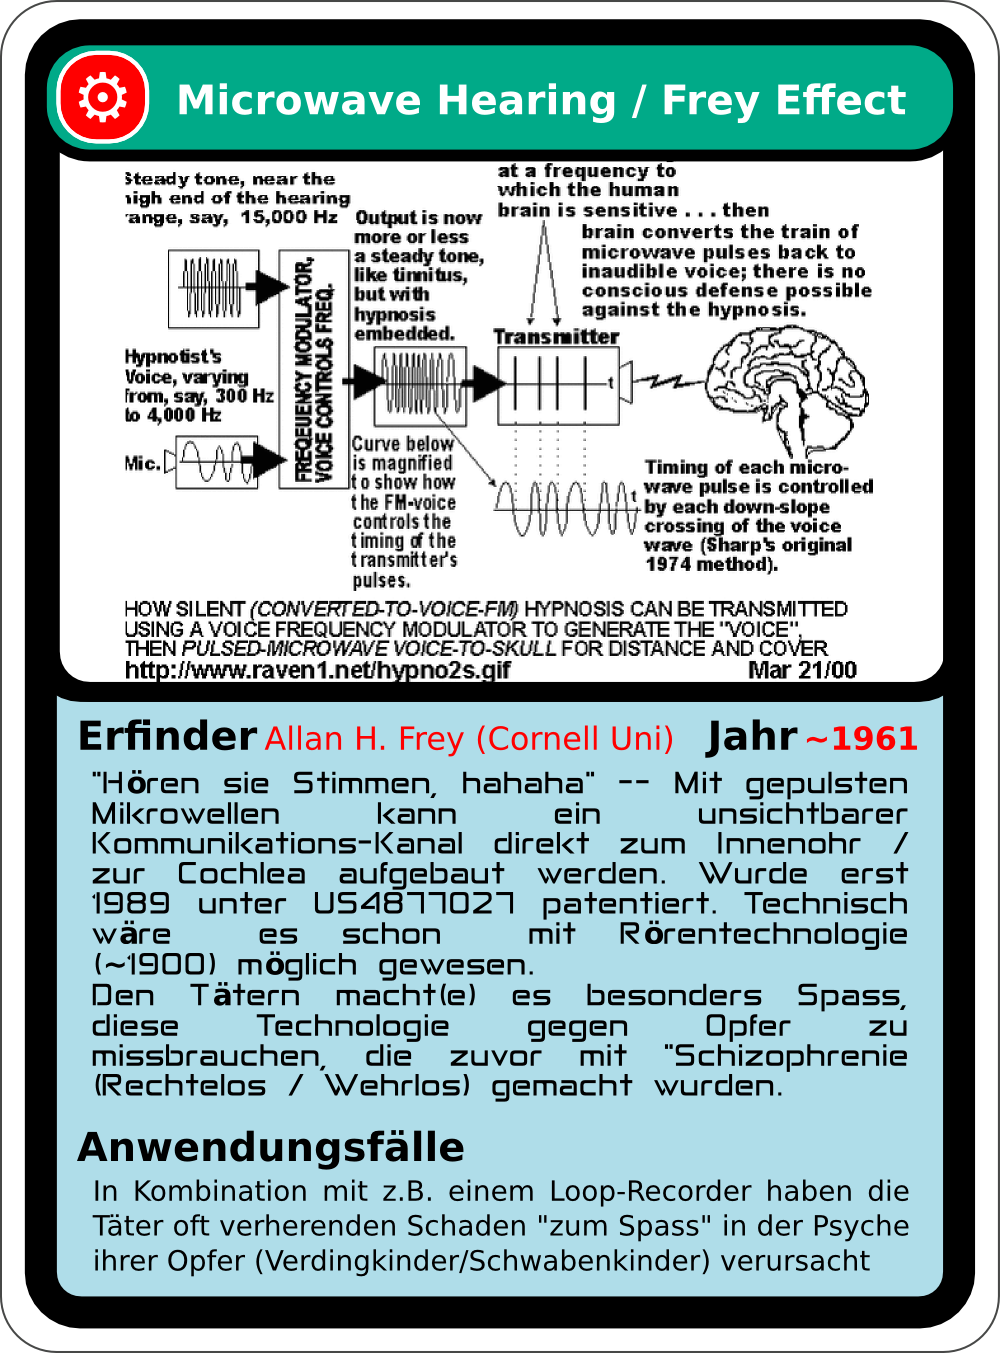 Microwave Hearing / Frey Effect
at a frequency to
which the human
brain is sensitive . . . then
Steady tone, near the
high end of the hearing
range, say, 15,000 Hz
Output is now
more or less
a steady tone,
like tinnitus,
but with
hypnosis
embedded.
brain converts the train of
microwave pulses back to
inaudible voice; there is no
conscious defense possible
against the hypnosis.
FREQEUENCY MODULATOR,
VOICE CONTROLS FREQ.
Transmitter
t
Hypnotist's
Voice, varying
from, say, 300 Hz
to 4,000 Hz
Mic.
Curve below
is magnified
to show how
the FM-voice
controls the
timing of the
transmitter's
pulses.
t
Timing of each micro-
wave pulse is controlled
by each down-slope
crossing of the voice
wave (Sharp's original
1974 method).
HOW SILENT (CONVERTED-TO-VOICE-FM) HYPNOSIS CAN BE TRANSMITTED
USING A VOICE FREQUENCY MODULATOR TO GENERATE THE "VOICE",
THEN PULSED-MICROWAVE VOICE-TO-SKULL FOR DISTANCE AND COVER
http://www.raven1.net/hypno2s.gif Mar 21/00
Erfinder Allan H. Frey (Cornell Uni) Jahr ~1961
"Hören sie Stimmen, hahaha" -- Mit gepulsten
Mikrowellen kann ein unsichtbarer
Kommunikations-Kanal direkt zum Innenohr /
zur Cochlea aufgebaut werden. Wurde erst
1989 unter US4877027 patentiert. Technisch
wäre es schon mit Rörentechnologie
(~1900) möglich gewesen.
Den Tätern macht(e) es besonders Spass,
diese Technologie gegen Opfer zu
missbrauchen, die zuvor mit "Schizophrenie
(Rechtelos / Wehrlos) gemacht wurden.
Anwendungsfälle
In Kombination mit z.B. einem Loop-Recorder haben die
Täter oft verherenden Schaden "zum Spass" in der Psyche
ihrer Opfer (Verdingkinder/Schwabenkinder) verursacht